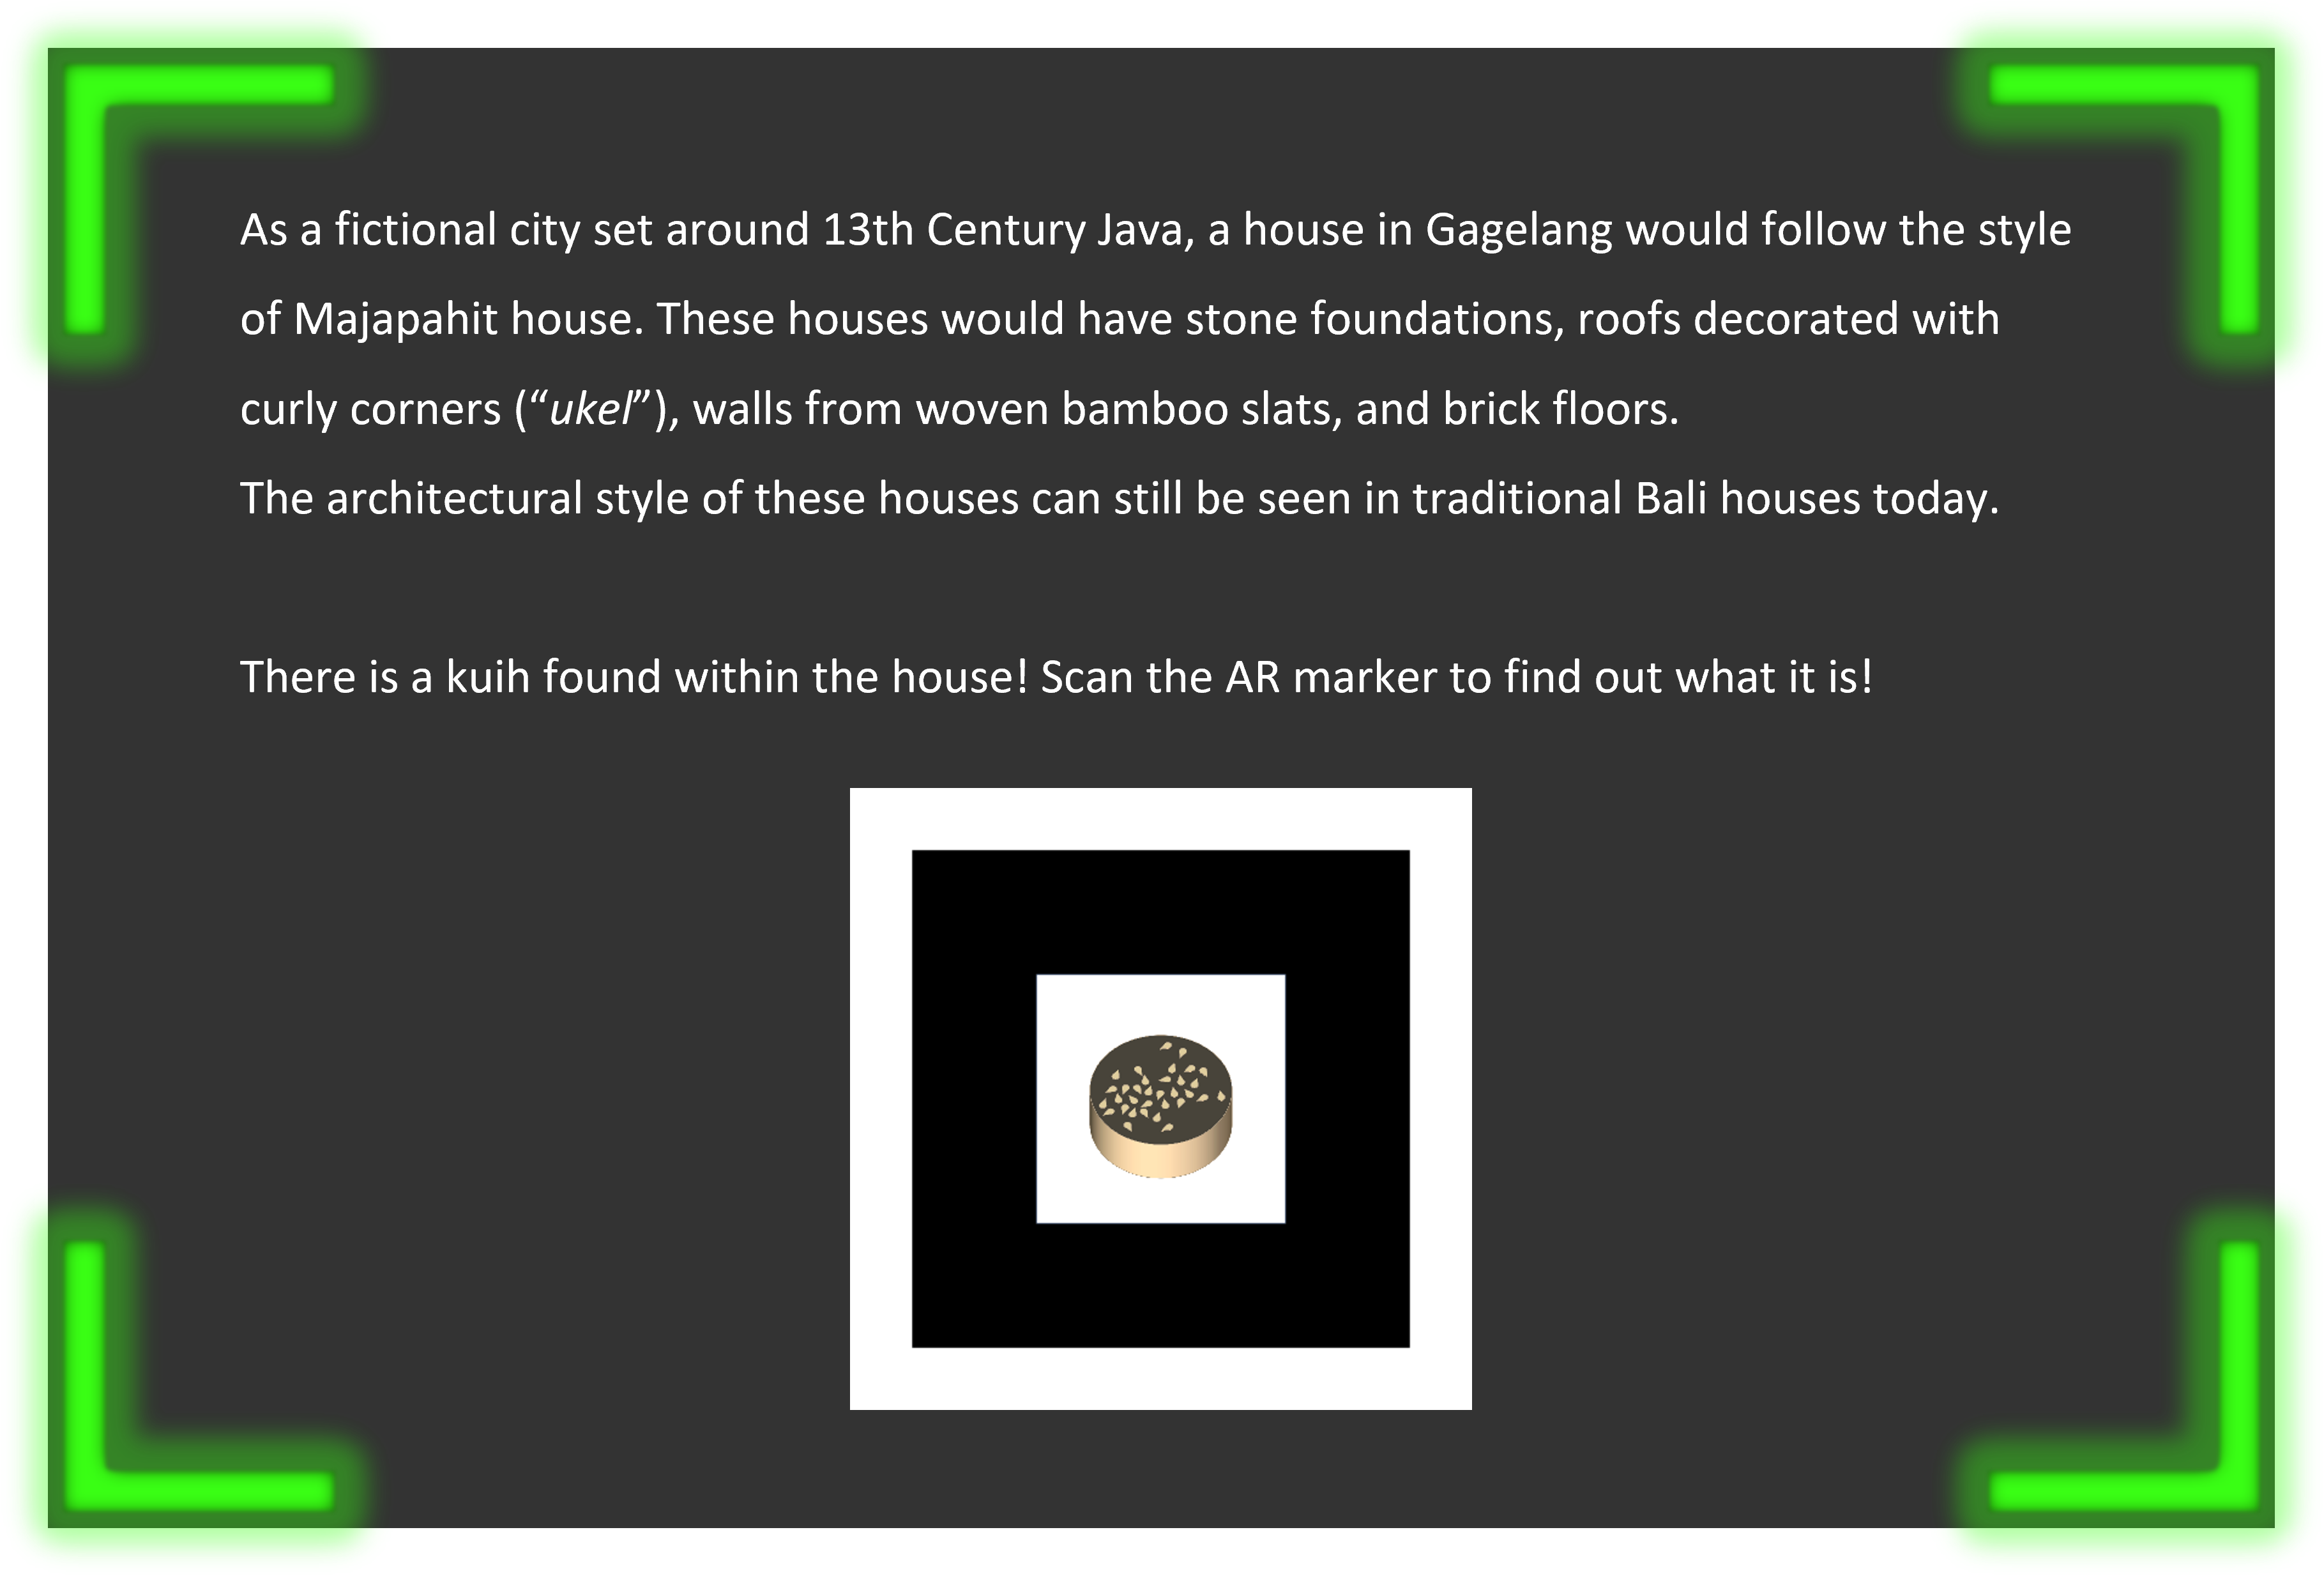 As a fictional city set around 13th Century Java, a house in Gagelang would follow the style
of Majapahit house. These houses would have stone foundations, roofs decorated with
curly corners (“ukel”), walls from woven bamboo slats, and brick floors.
The architectural style of these houses can still be seen in traditional Bali houses today.
There is a kuih found within the house! Scan the AR marker to find out what it is!